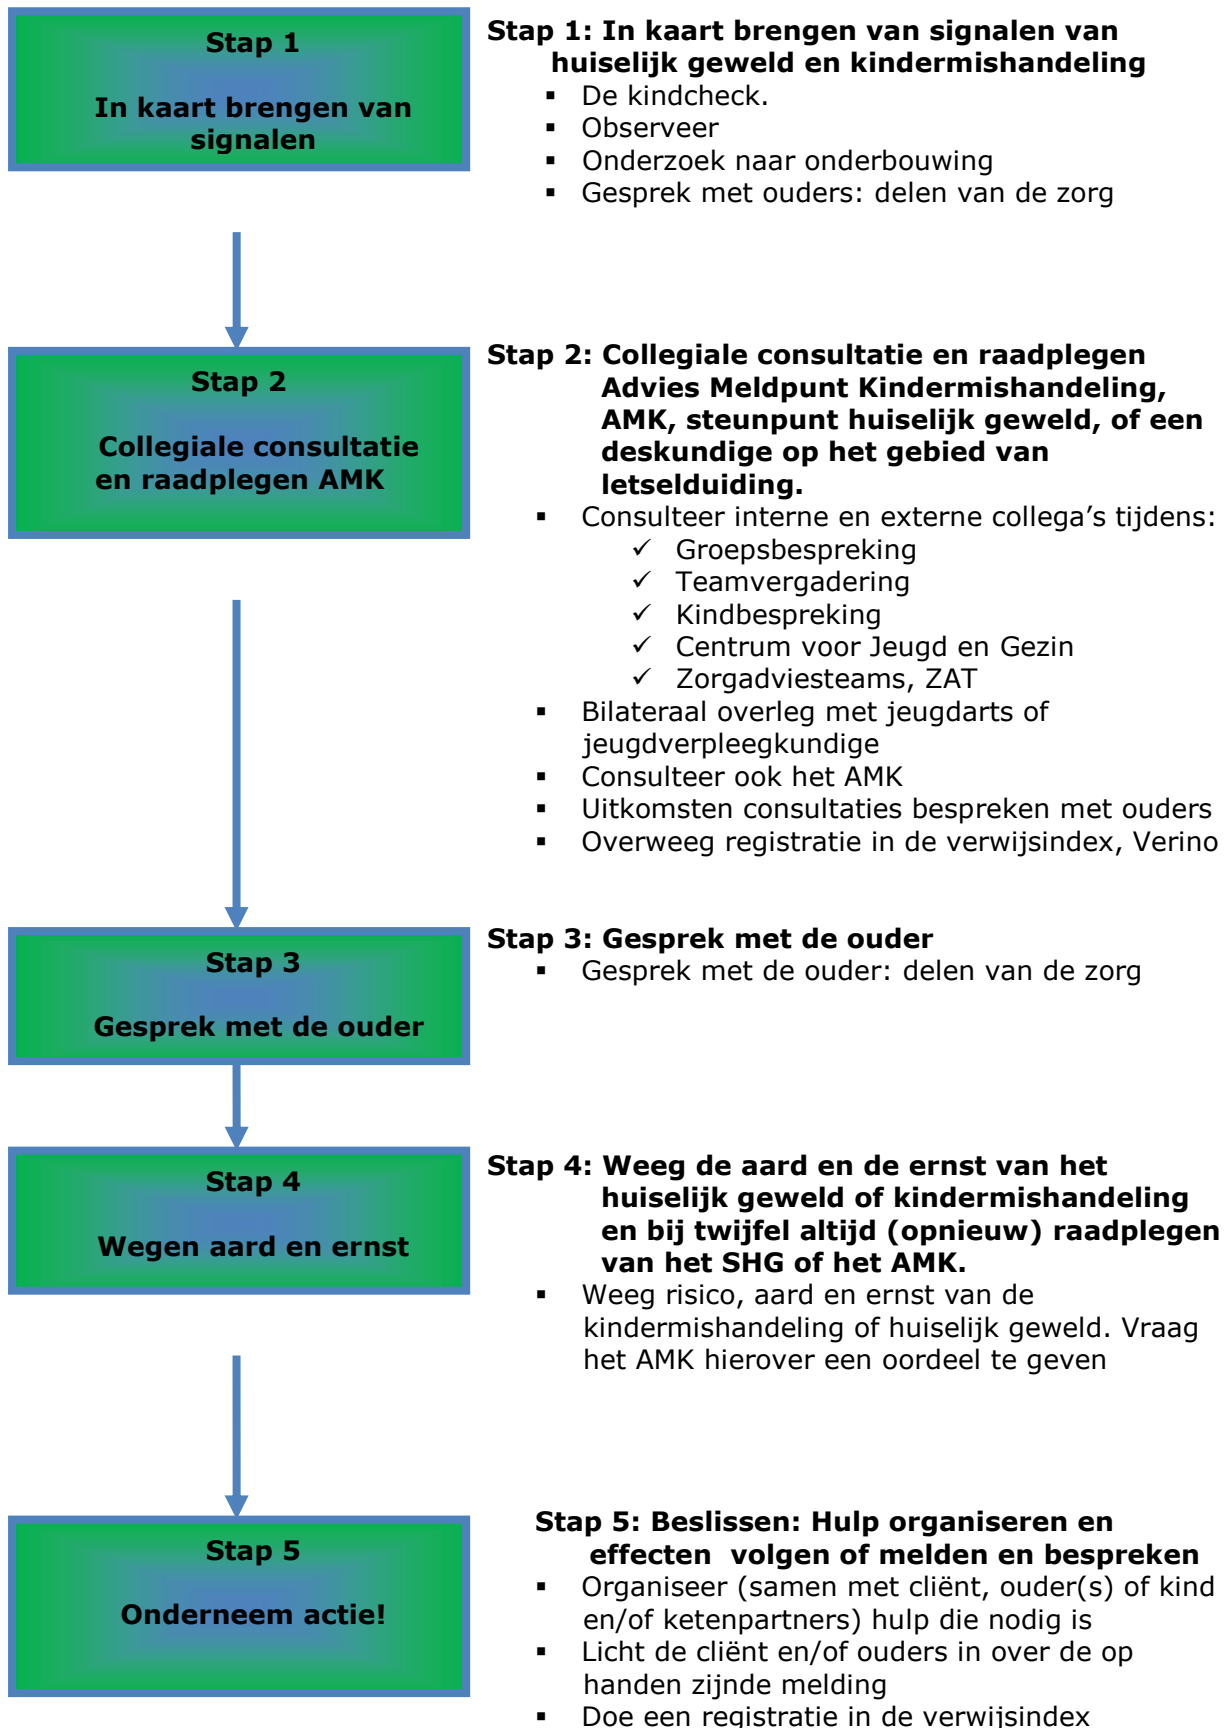 Stap 1
In kaart brengen van
signalen
Stap 1: In kaart brengen van signalen van
huiselijk geweld en kindermishandeling
▪ De kindcheck.
▪ Observeer
▪ Onderzoek naar onderbouwing
▪ Gesprek met ouders: delen van de zorg
Stap 2
Collegiale consultatie
en raadplegen AMK
Stap 2: Collegiale consultatie en raadplegen
Advies Meldpunt Kindermishandeling,
AMK, steunpunt huiselijk geweld, of een
deskundige op het gebied van
letselduiding.
▪ Consulteer interne en externe collega’s tijdens:
✓ Groepsbespreking
✓ Teamvergadering
✓ Kindbespreking
✓ Centrum voor Jeugd en Gezin
✓ Zorgadviesteams, ZAT
▪ Bilateraal overleg met jeugdarts of
jeugdverpleegkundige
▪ Consulteer ook het AMK
▪ Uitkomsten consultaties bespreken met ouders
▪ Overweeg registratie in de verwijsindex, Verino
Stap 3
Gesprek met de ouder
Stap 3: Gesprek met de ouder
▪ Gesprek met de ouder: delen van de zorg
Stap 4
Wegen aard en ernst
Stap 4: Weeg de aard en de ernst van het
huiselijk geweld of kindermishandeling
en bij twijfel altijd (opnieuw) raadplegen
van het SHG of het AMK.
▪ Weeg risico, aard en ernst van de
kindermishandeling of huiselijk geweld. Vraag
het AMK hierover een oordeel te geven
Stap 5
Onderneem actie!
Stap 5: Beslissen: Hulp organiseren en
effecten volgen of melden en bespreken
▪ Organiseer (samen met cliënt, ouder(s) of kind
en/of ketenpartners) hulp die nodig is
▪ Licht de cliënt en/of ouders in over de op
handen zijnde melding
▪ Doe een registratie in de verwijsindex